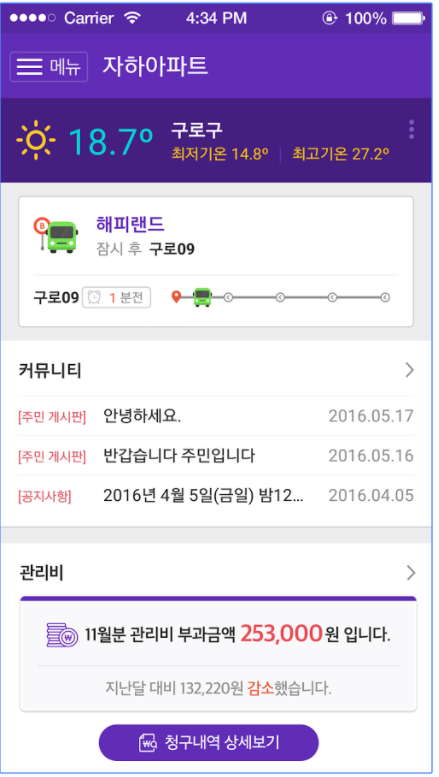 Carrier 4:34 PM 100%
메뉴 자하아파트
18.7º 구로구
최저기온 14.8º | 최고기온 27.2º
B 해피랜드
잠시 후 구로09
구로09 1 분전
커뮤니티
[주민 게시판] 안녕하세요. 2016.05.17
[주민 게시판] 반갑습니다 주민입니다 2016.05.16
[공지사항] 2016년 4월 5일(금일) 밤12... 2016.04.05
관리비
11월분 관리비 부과금액 253,000원 입니다.
지난달 대비 132,220원 감소했습니다.
청구내역 상세보기